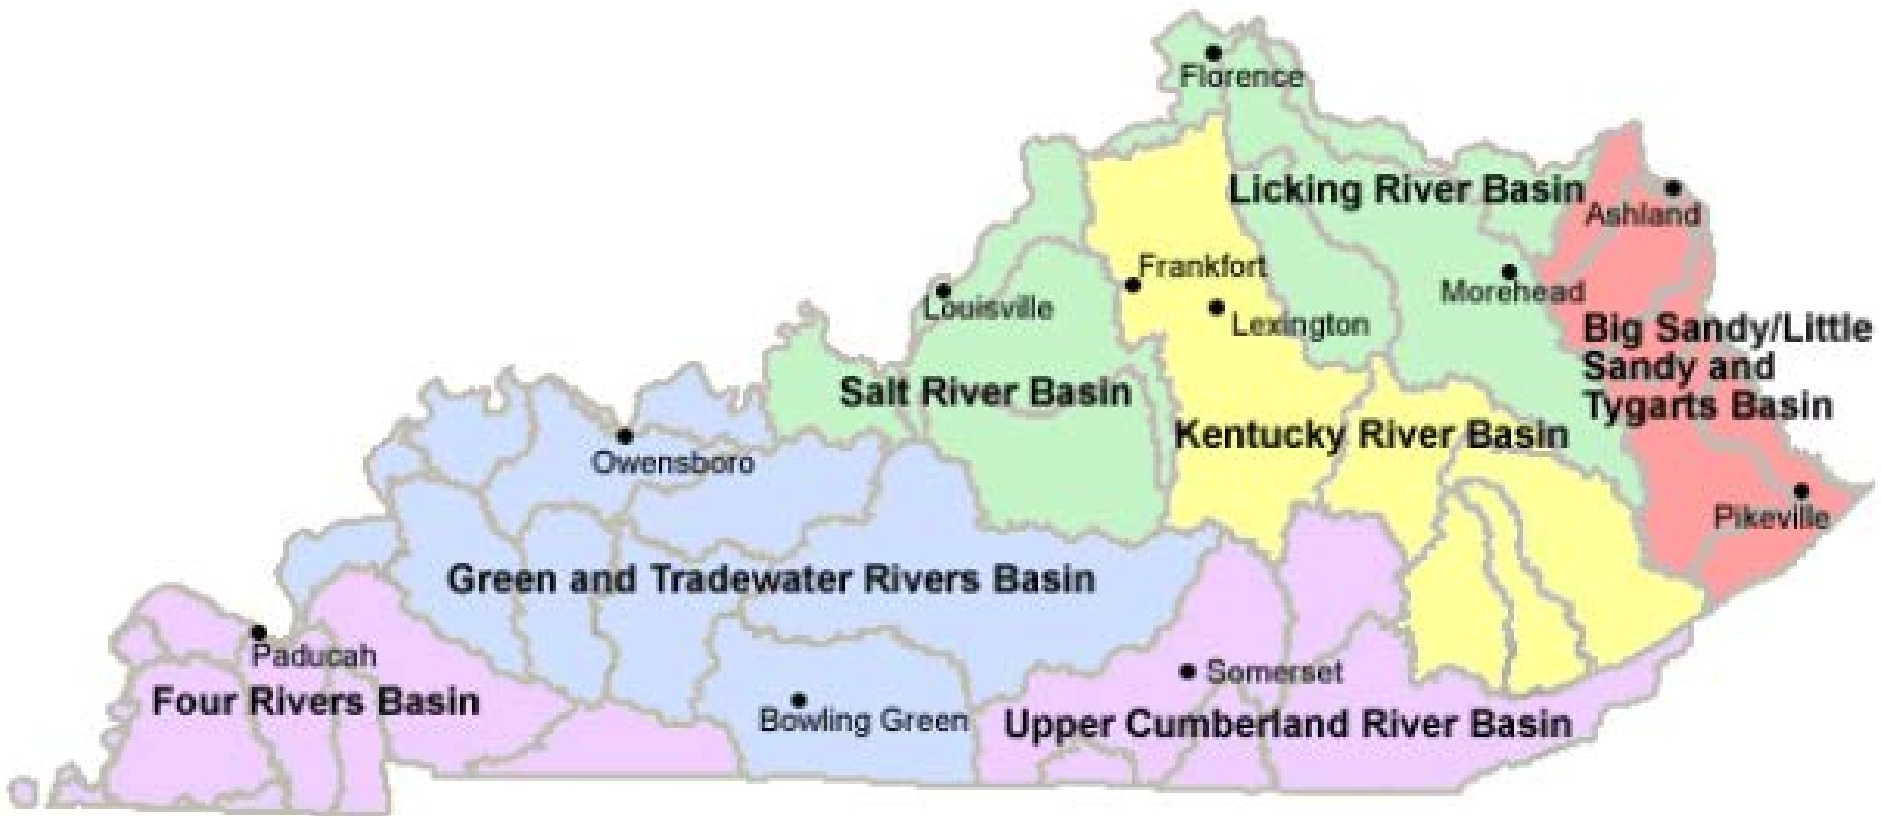 Florence
Licking River Basin
Ashland
Frankfort
Morehead
Louisville
Lexington
Big Sandy/Little
Sandy and
Tygarts Basin
Salt River Basin
Kentucky River Basin
Owensboro
Pikeville
Green and Tradewater Rivers Basin
Paducah
Somerset
Four Rivers Basin
Bowling Green
Upper Cumberland River Basin